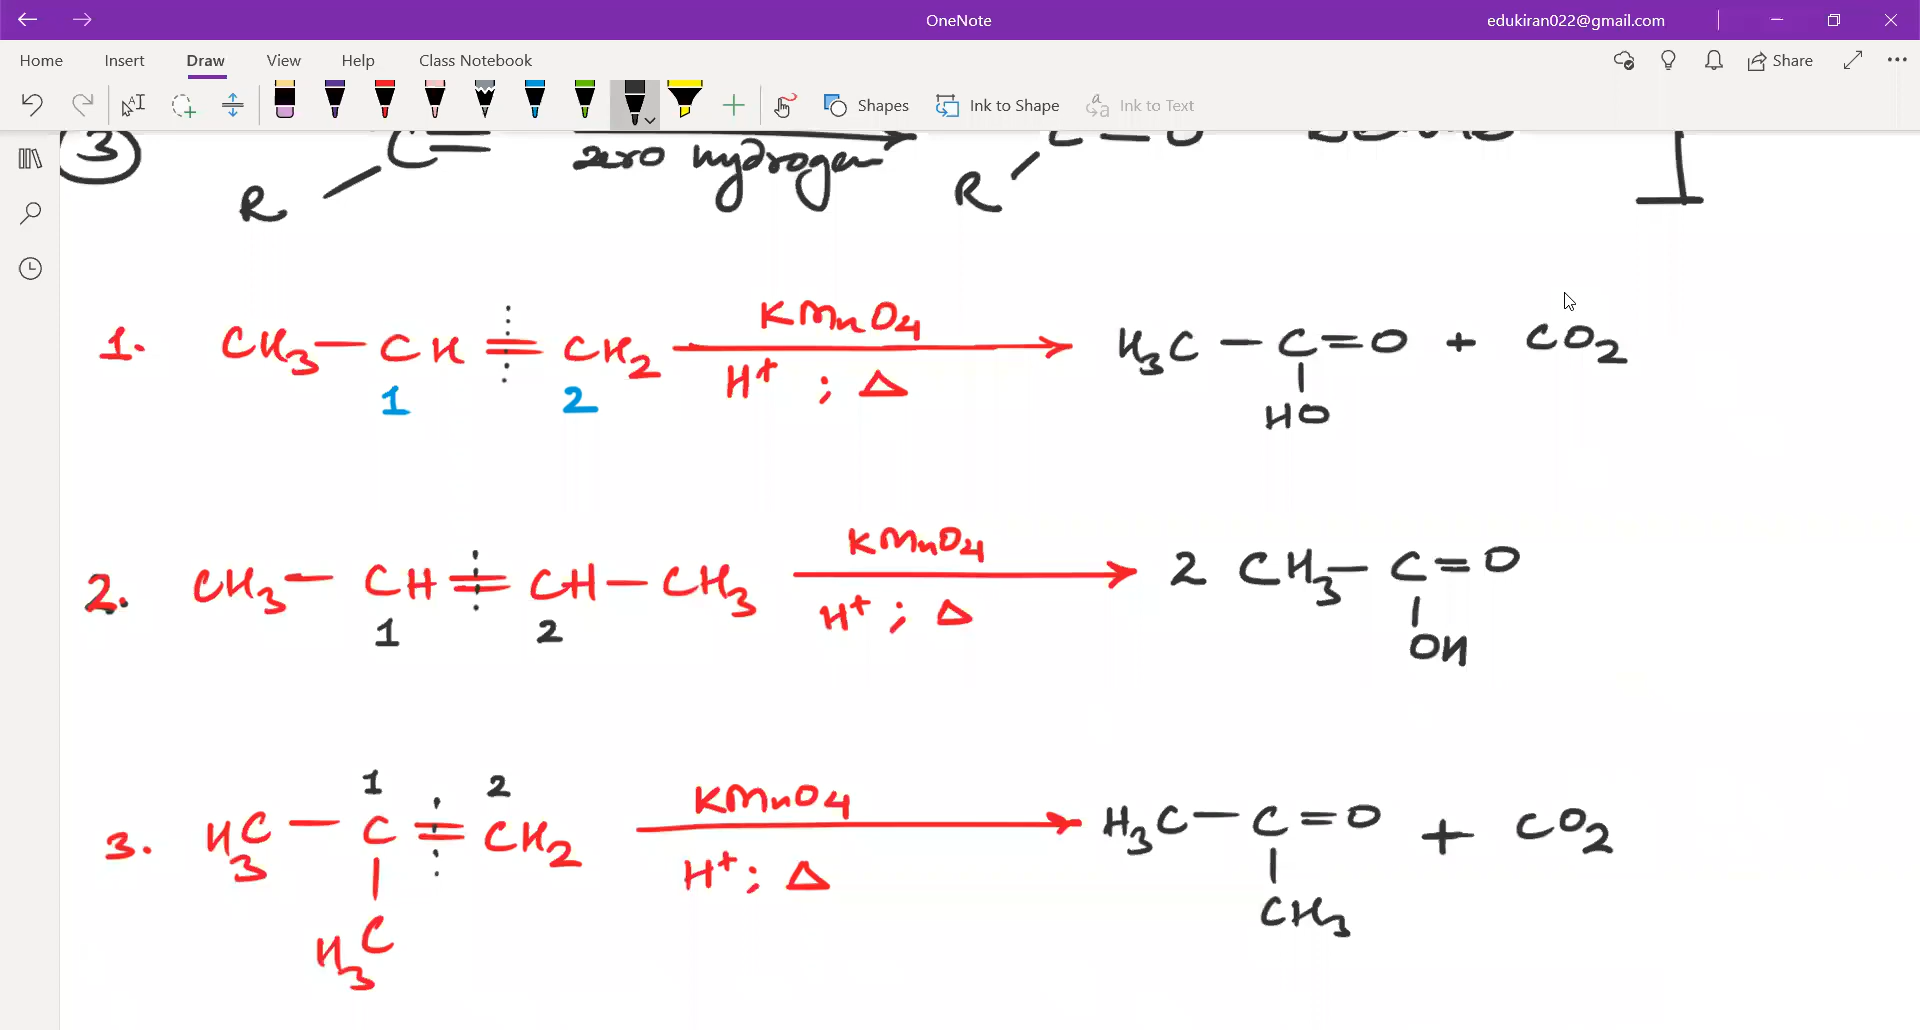 OneNote
edukiran022@gmail.com
Home Insert Draw View Help Class Notebook
Share
Shapes Ink to Shape Ink to Text
3 C= zero hydrogen C=O
R R
1. CH3—CH=CH2 KMnO4 H+ ; Δ H3C—C=O + CO2
1 2 HO
2. CH3—CH=CH—CH3 KMnO4 H+ ; Δ 2 CH3—C=O
1 2 OH
1 2
3. H3C—C=CH2 KMnO4 H+ ; Δ H3C—C=O + CO2
H3C CH3